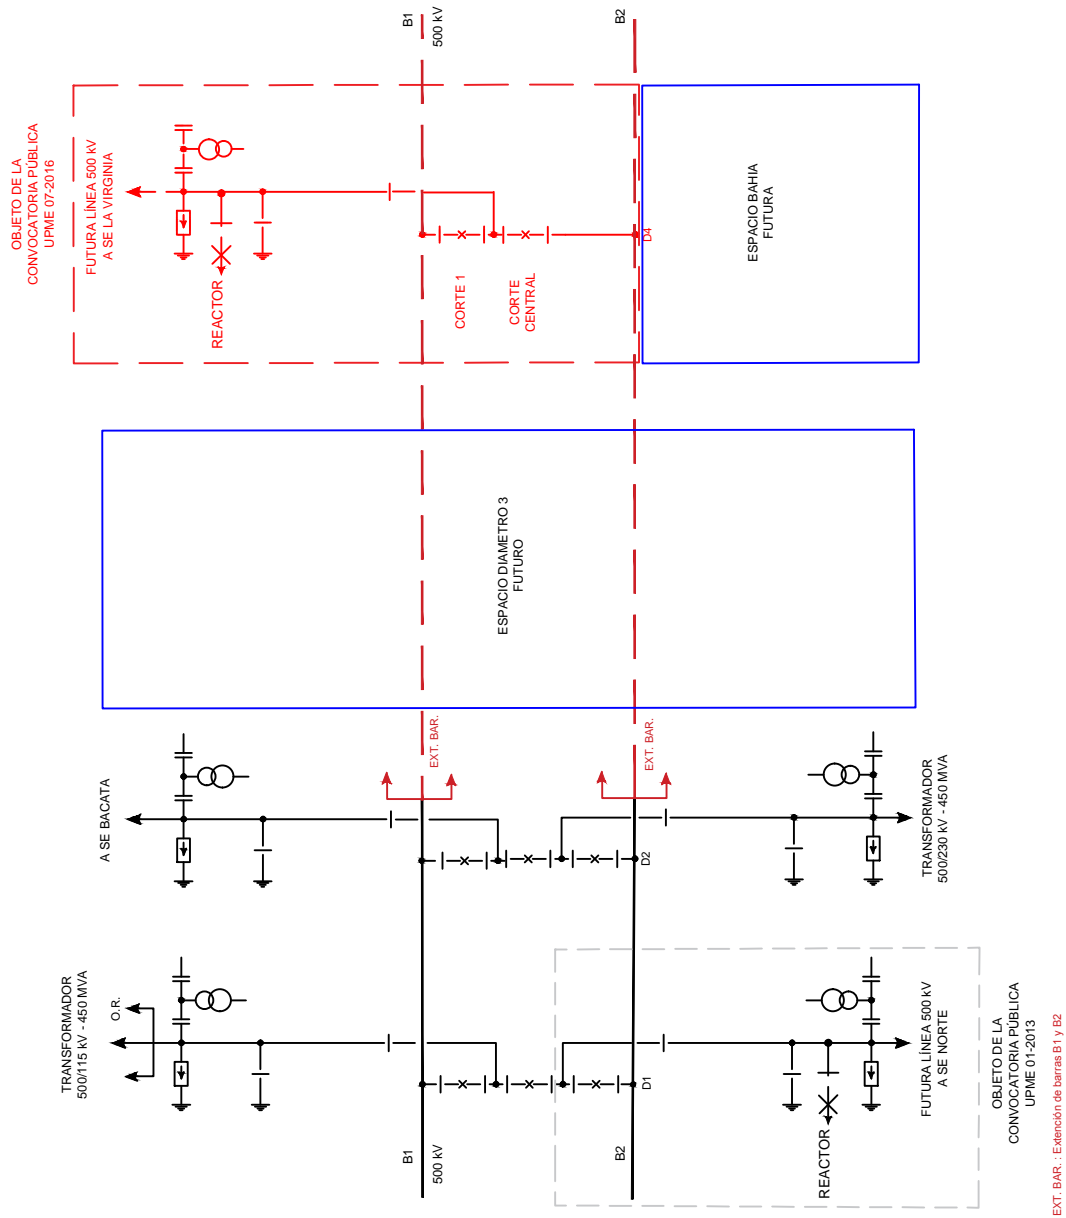 B1
500 kV
B2
OBJETO DE LA
CONVOCATORIA PÚBLICA
UPME 07-2016
FUTURA LÍNEA 500 kV
A SE LA VIRGINIA
REACTOR
CORTE 1
CORTE
CENTRAL
D4
ESPACIO BAHIA
FUTURA
ESPACIO DIAMETRO 3
FUTURO
EXT. BAR.
EXT. BAR.
A SE BACATA
D2
TRANSFORMADOR
500/230 kV - 450 MVA
TRANSFORMADOR
500/115 kV - 450 MVA
O.R.
D1
B1
500 kV
B2
REACTOR
FUTURA LÍNEA 500 kV
A SE NORTE
OBJETO DE LA
CONVOCATORIA PÚBLICA
UPME 01-2013
EXT. BAR. : Extención de barras B1 y B2